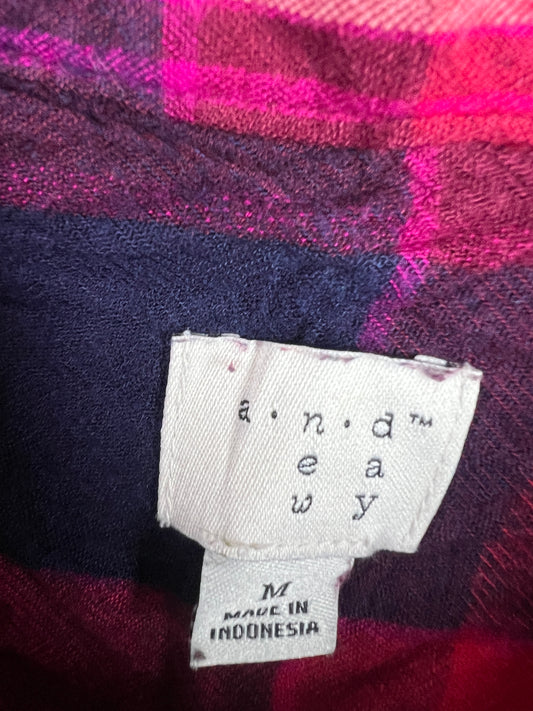 a · n · d™
e a
w y
M
MADE IN
INDONESIA